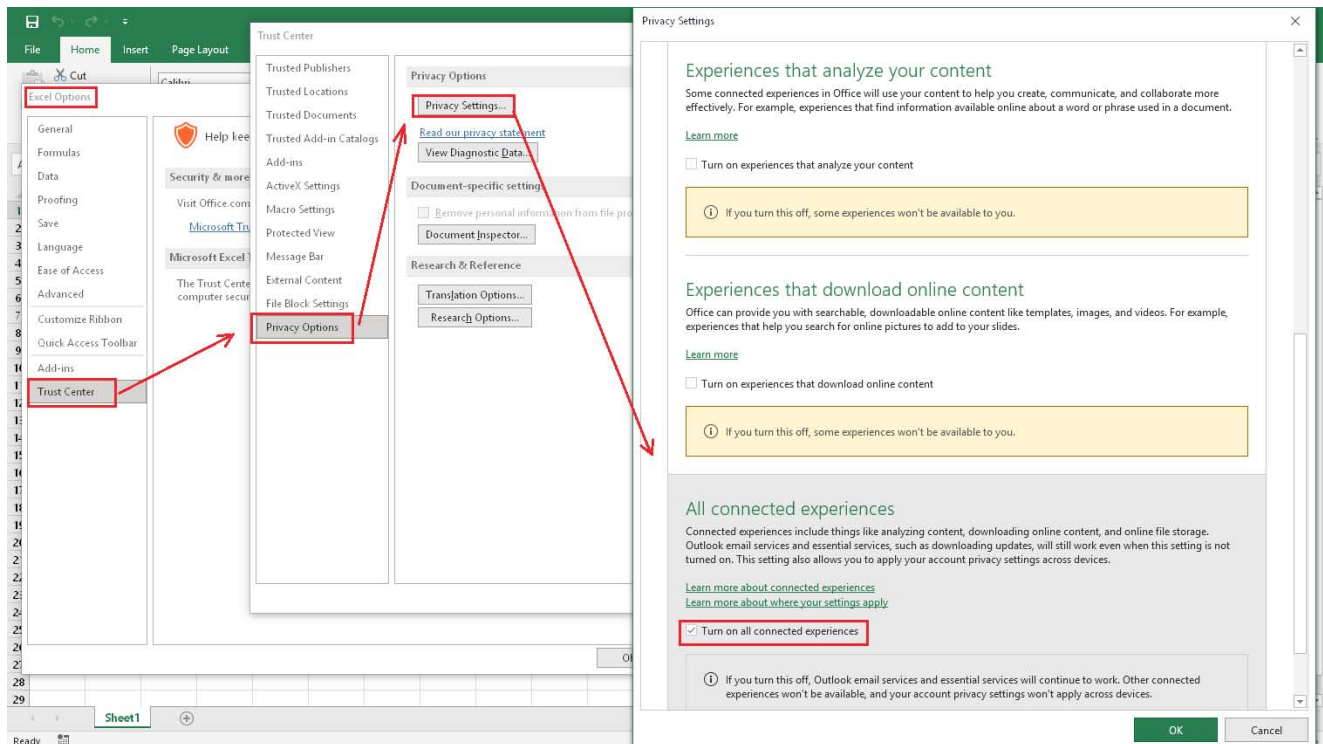 File Home Insert Page Layout
Cut
Calibri
Excel Options
General
Formulas
Data
Proofing
Save
Language
Ease of Access
Advanced
Customize Ribbon
Quick Access Toolbar
Add-ins
Trust Center
Help kee
Security & more
Visit Office.com
Microsoft Tru
Microsoft Excel T
The Trust Cente
computer secur
Trust Center
Trusted Publishers
Trusted Locations
Trusted Documents
Trusted Add-in Catalogs
Add-ins
ActiveX Settings
Macro Settings
Protected View
Message Bar
External Content
File Block Settings
Privacy Options
Privacy Options
Privacy Settings...
Read our privacy statement
View Diagnostic Data...
Document-specific settings
Remove personal information from file pro
Document Inspector...
Research & Reference
Translation Options...
Research Options...
Privacy Settings
Experiences that analyze your content
Some connected experiences in Office will use your content to help you create, communicate, and collaborate more
effectively. For example, experiences that find information available online about a word or phrase used in a document.
Learn more
Turn on experiences that analyze your content
If you turn this off, some experiences won't be available to you.
Experiences that download online content
Office can provide you with searchable, downloadable online content like templates, images, and videos. For example,
experiences that help you search for online pictures to add to your slides.
Learn more
Turn on experiences that download online content
If you turn this off, some experiences won't be available to you.
All connected experiences
Connected experiences include things like analyzing content, downloading online content, and online file storage.
Outlook email services and essential services, such as downloading updates, will still work even when this setting is not
turned on. This setting also allows you to apply your account privacy settings across devices.
Learn more about connected experiences
Learn more about where your settings apply
Turn on all connected experiences
If you turn this off, Outlook email services and essential services will continue to work. Other connected
experiences won't be available, and your account privacy settings won't apply across devices.
OK Cancel
28
29
Sheet1
Ready